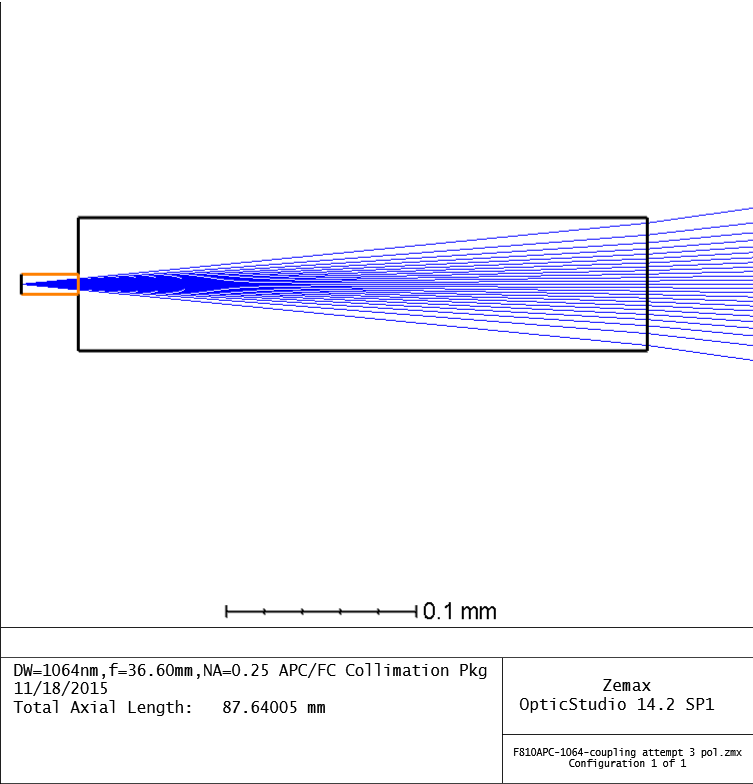 0.1 mm
DW=1064nm,f=36.60mm,NA=0.25 APC/FC Collimation Pkg
11/18/2015
Total Axial Length: 87.64005 mm
Zemax
OpticStudio 14.2 SP1
F810APC-1064-coupling attempt 3 pol.zmx
Configuration 1 of 1